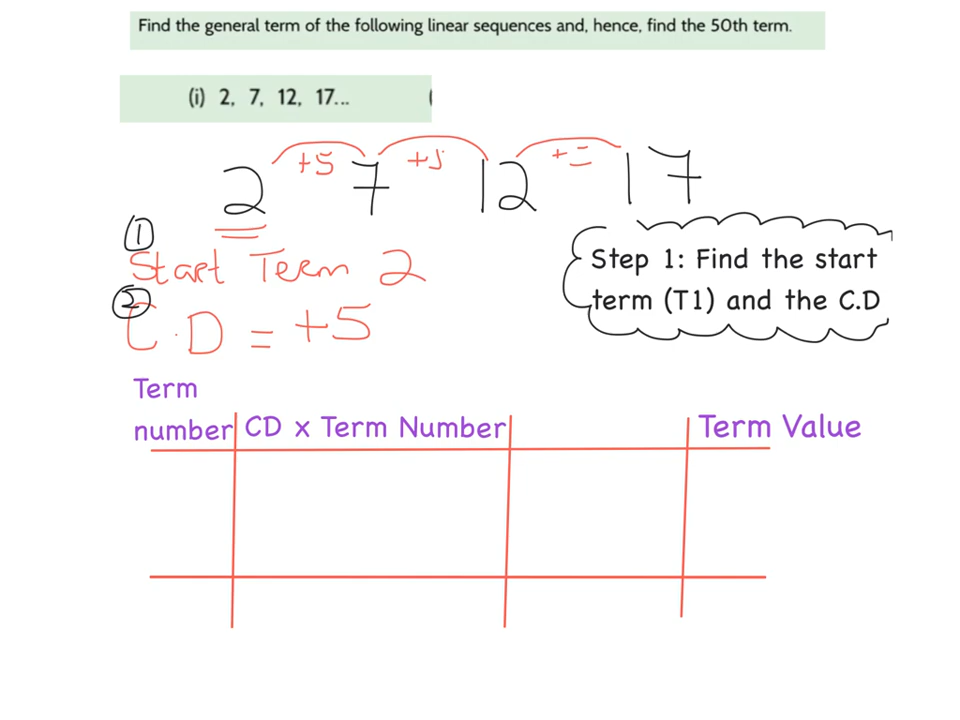 Find the general term of the following linear sequences and, hence, find the 50th term.
(i) 2, 7, 12, 17...
+5 +5
2 7 12 17
①
Start Term 2
②
C.D = +5
Step 1: Find the start
term (T1) and the C.D
Term
number CD x Term Number Term Value